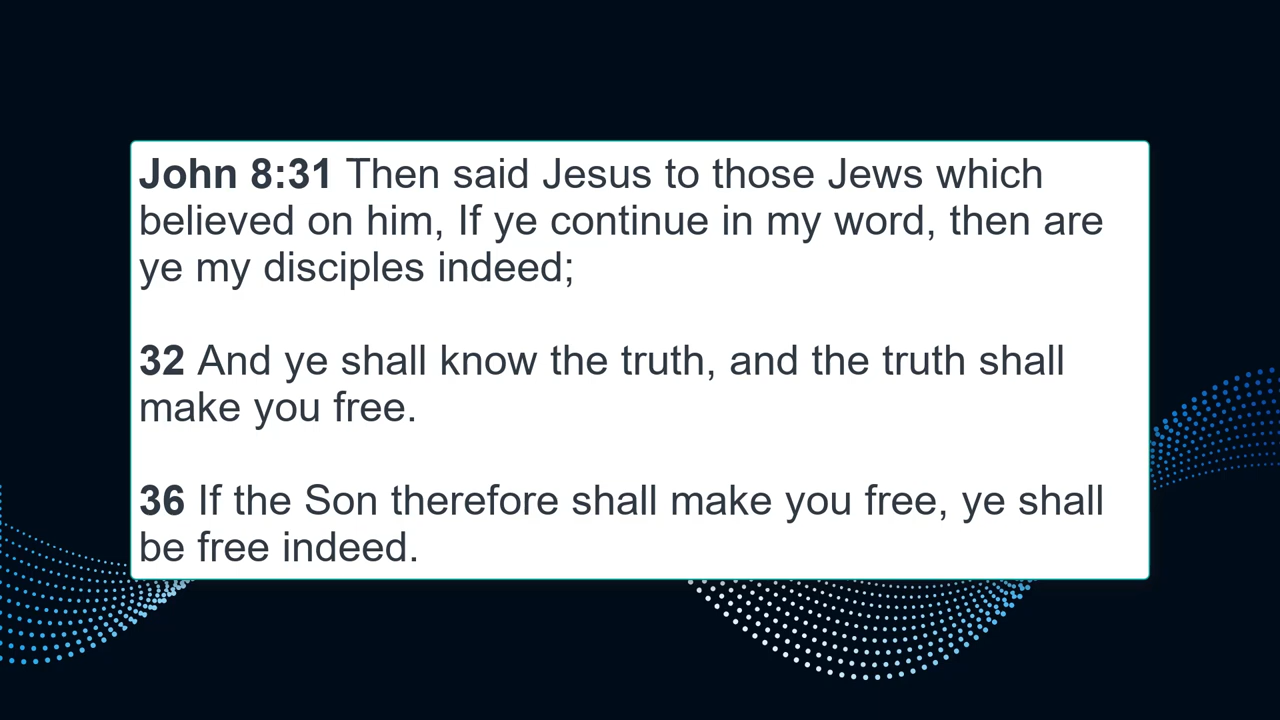 John 8:31 Then said Jesus to those Jews which
believed on him, If ye continue in my word, then are
ye my disciples indeed;
32 And ye shall know the truth, and the truth shall
make you free.
36 If the Son therefore shall make you free, ye shall
be free indeed.